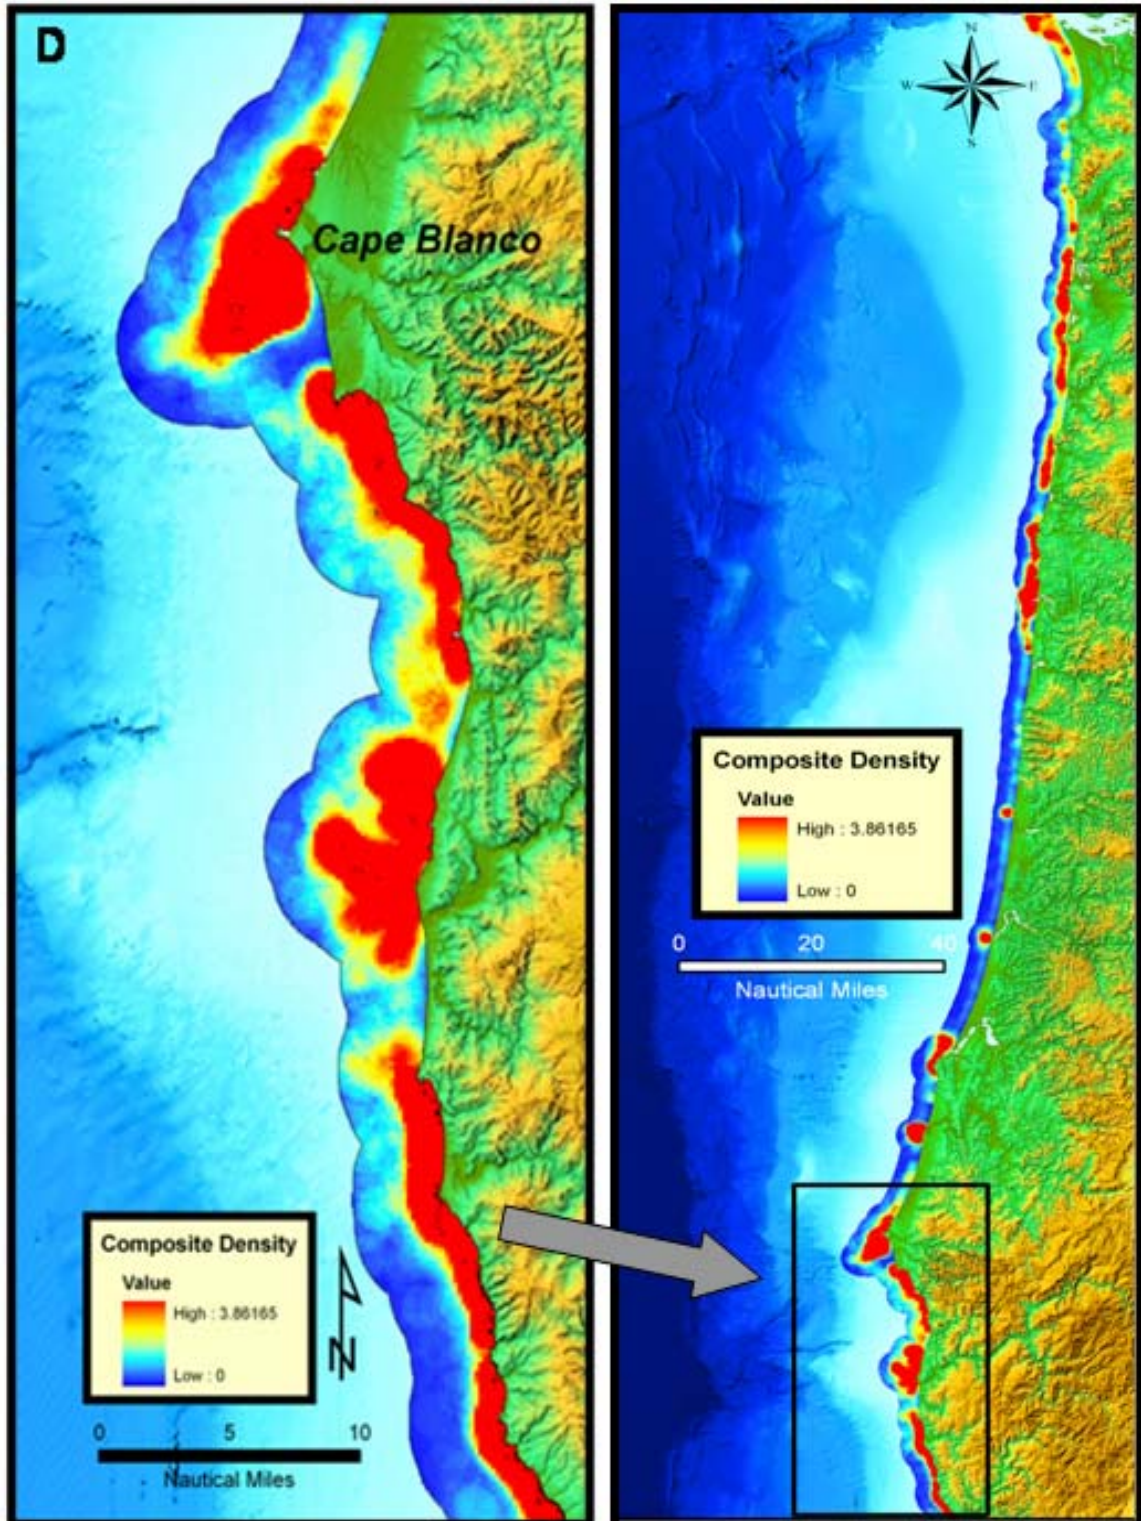 D
Cape Blanco
Composite Density
Value
High : 3.86165
Low : 0
N
0 5 10
Nautical Miles
N
W E
S
Composite Density
Value
High : 3.86165
Low : 0
0 20 40
Nautical Miles